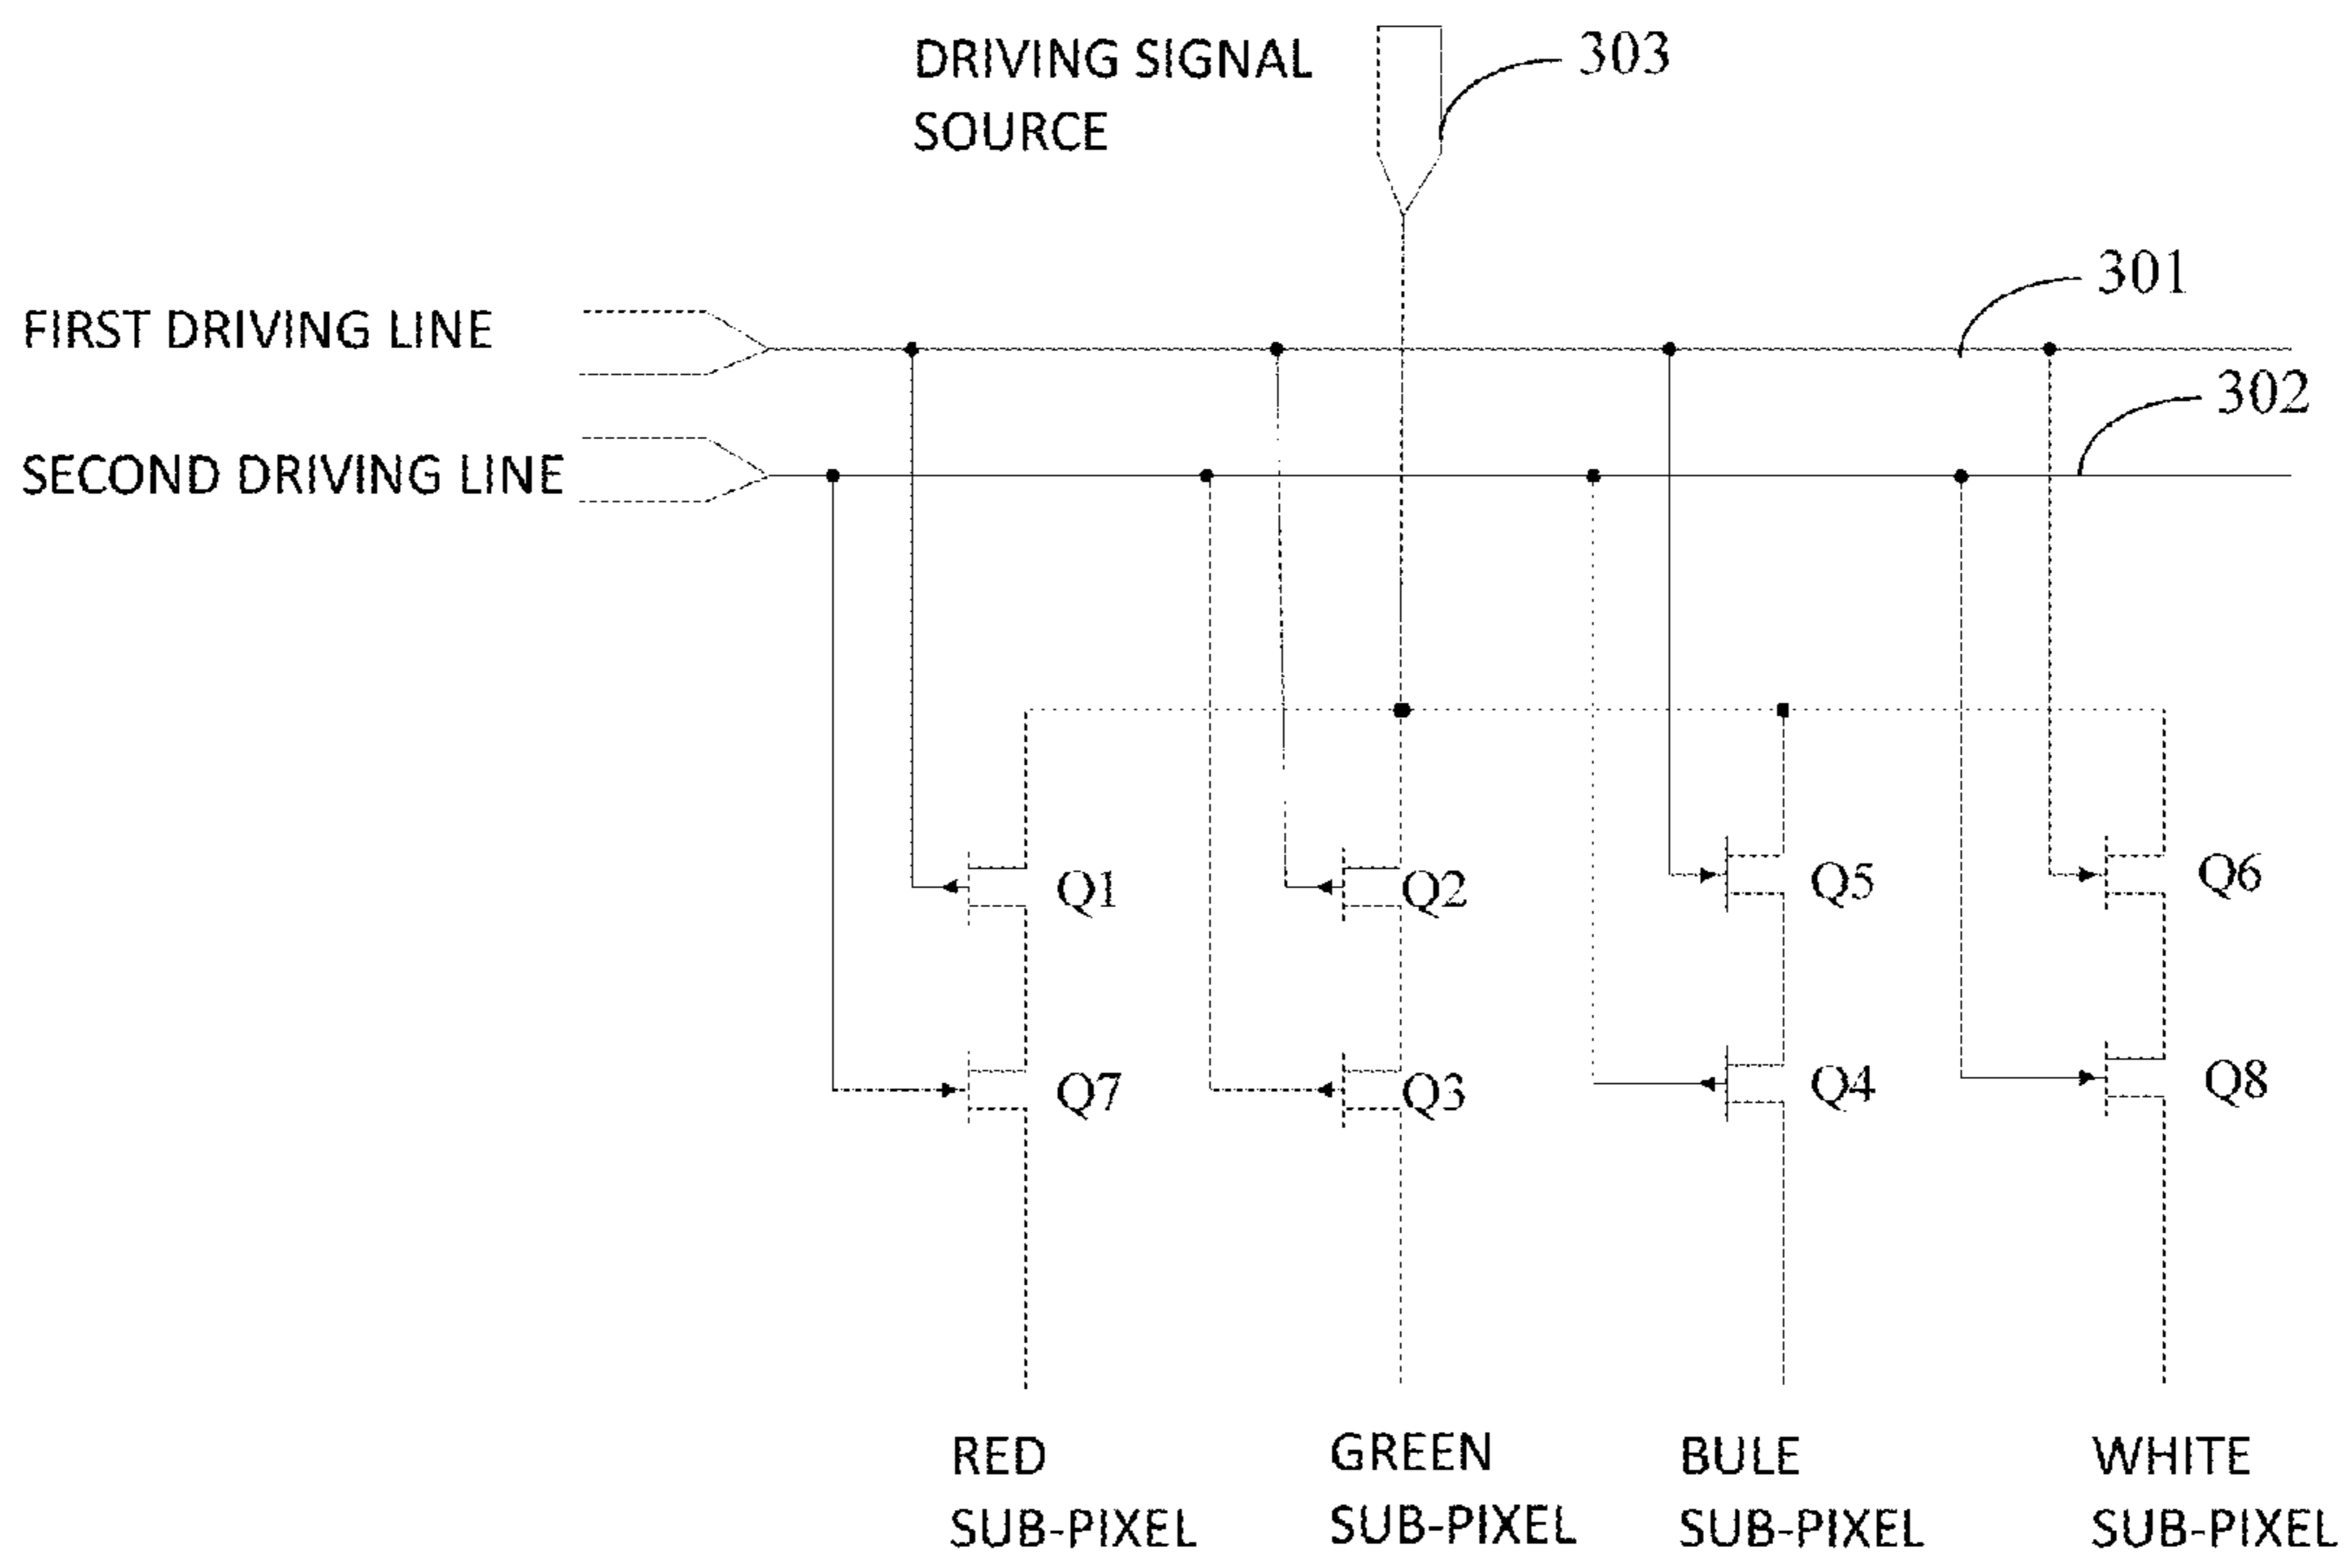 DRIVING SIGNAL
SOURCE
303
301
FIRST DRIVING LINE
302
SECOND DRIVING LINE
Q1
Q2
Q5
Q6
Q7
Q3
Q4
Q8
RED
SUB-PIXEL
GREEN
SUB-PIXEL
BULE
SUB-PIXEL
WHITE
SUB-PIXEL